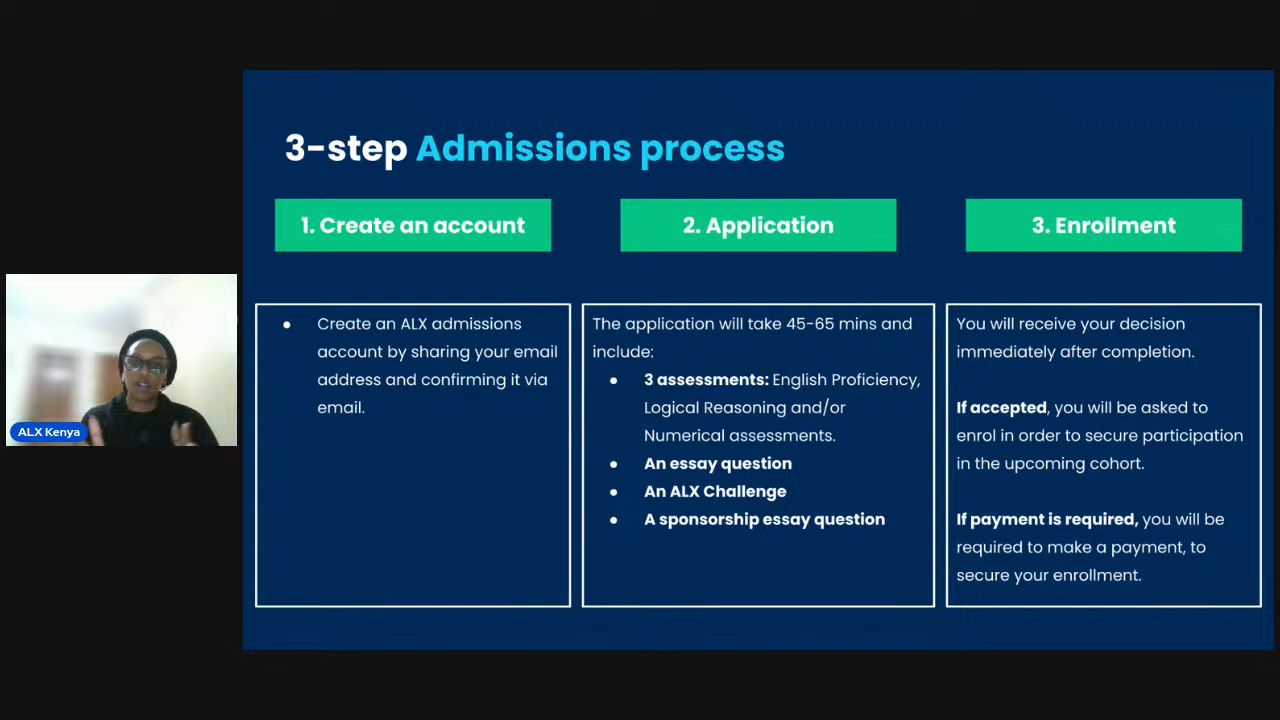 3-step Admissions process
1. Create an account
2. Application
3. Enrollment
● Create an ALX admissions
account by sharing your email
address and confirming it via
email.
The application will take 45-65 mins and
include:
● 3 assessments: English Proficiency,
Logical Reasoning and/or
Numerical assessments.
● An essay question
● An ALX Challenge
● A sponsorship essay question
You will receive your decision
immediately after completion.
If accepted, you will be asked to
enrol in order to secure participation
in the upcoming cohort.
If payment is required, you will be
required to make a payment, to
secure your enrollment.
ALX Kenya